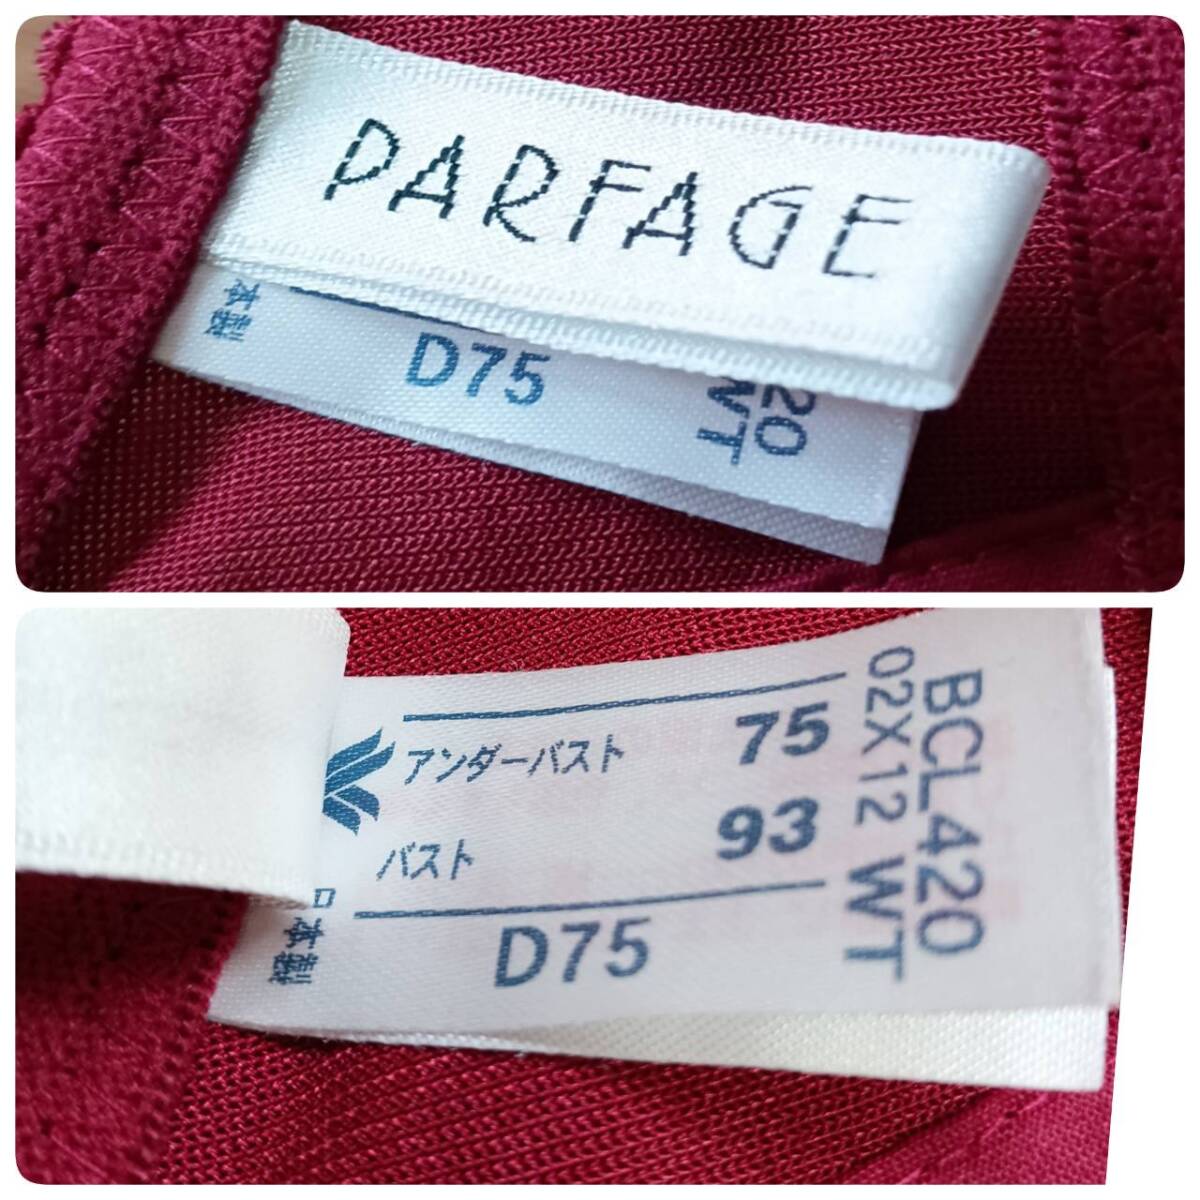 PARFAGE
本製
D75
20
WT
アンダーバスト 75
バスト 93
D75
日本製
BCL420
02X12 WT